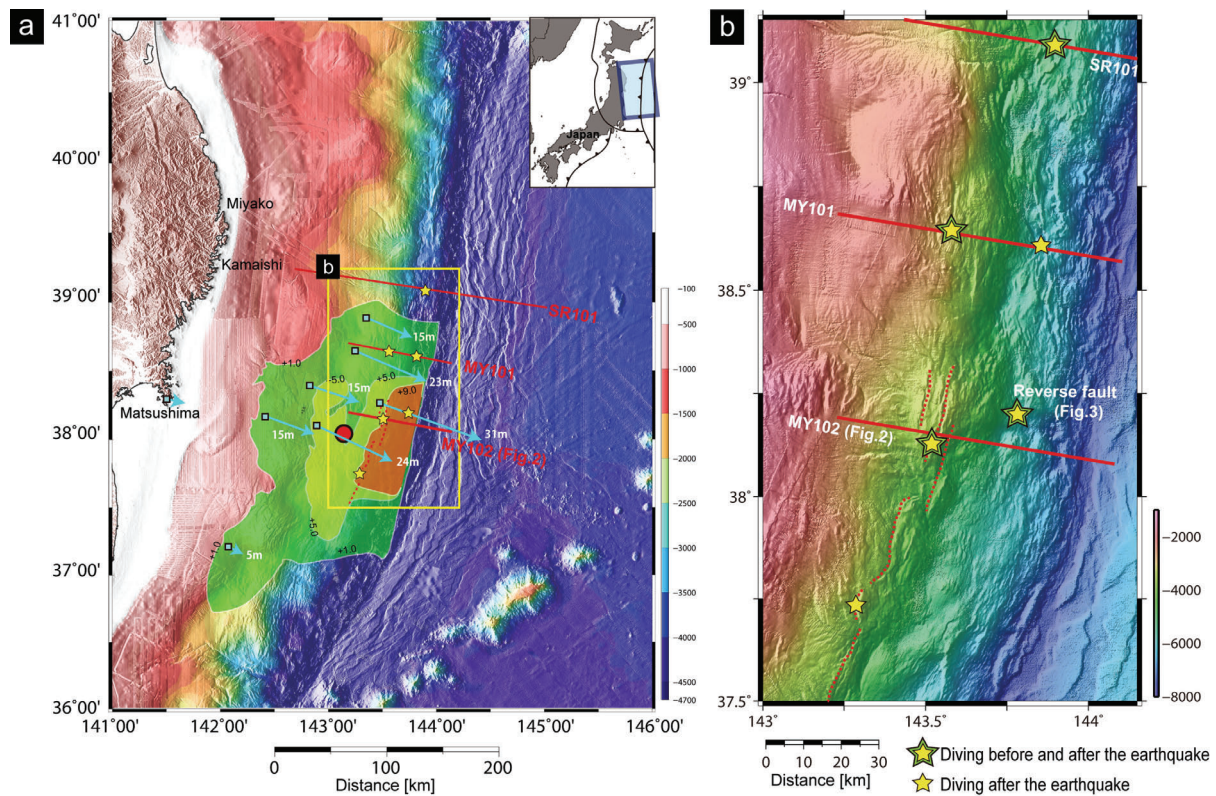 a
41°00'
40°00'
39°00'
38°00'
37°00'
36°00'
141°00'
142°00'
143°00'
144°00'
145°00'
146°00'
Japan
Miyako
Kamaishi
Matsushima
b
SR101
MY101
MY102 (Fig.2)
15m
23m
15m
31m
15m
24m
5m
+1.0
-5.0
+5.0
+9.0
+5.0
+1.0
+1.0
-100
-500
-1000
-1500
-2000
-2500
-3000
-3500
-4000
-4500
-4700
0
100
200
Distance [km]
b
39°
38.5°
38°
37.5°
143°
143.5°
144°
SR101
MY101
MY102 (Fig.2)
Reverse fault
(Fig.3)
-2000
-4000
-6000
-8000
0 10 20 30
Distance [km]
Diving before and after the earthquake
Diving after the earthquake